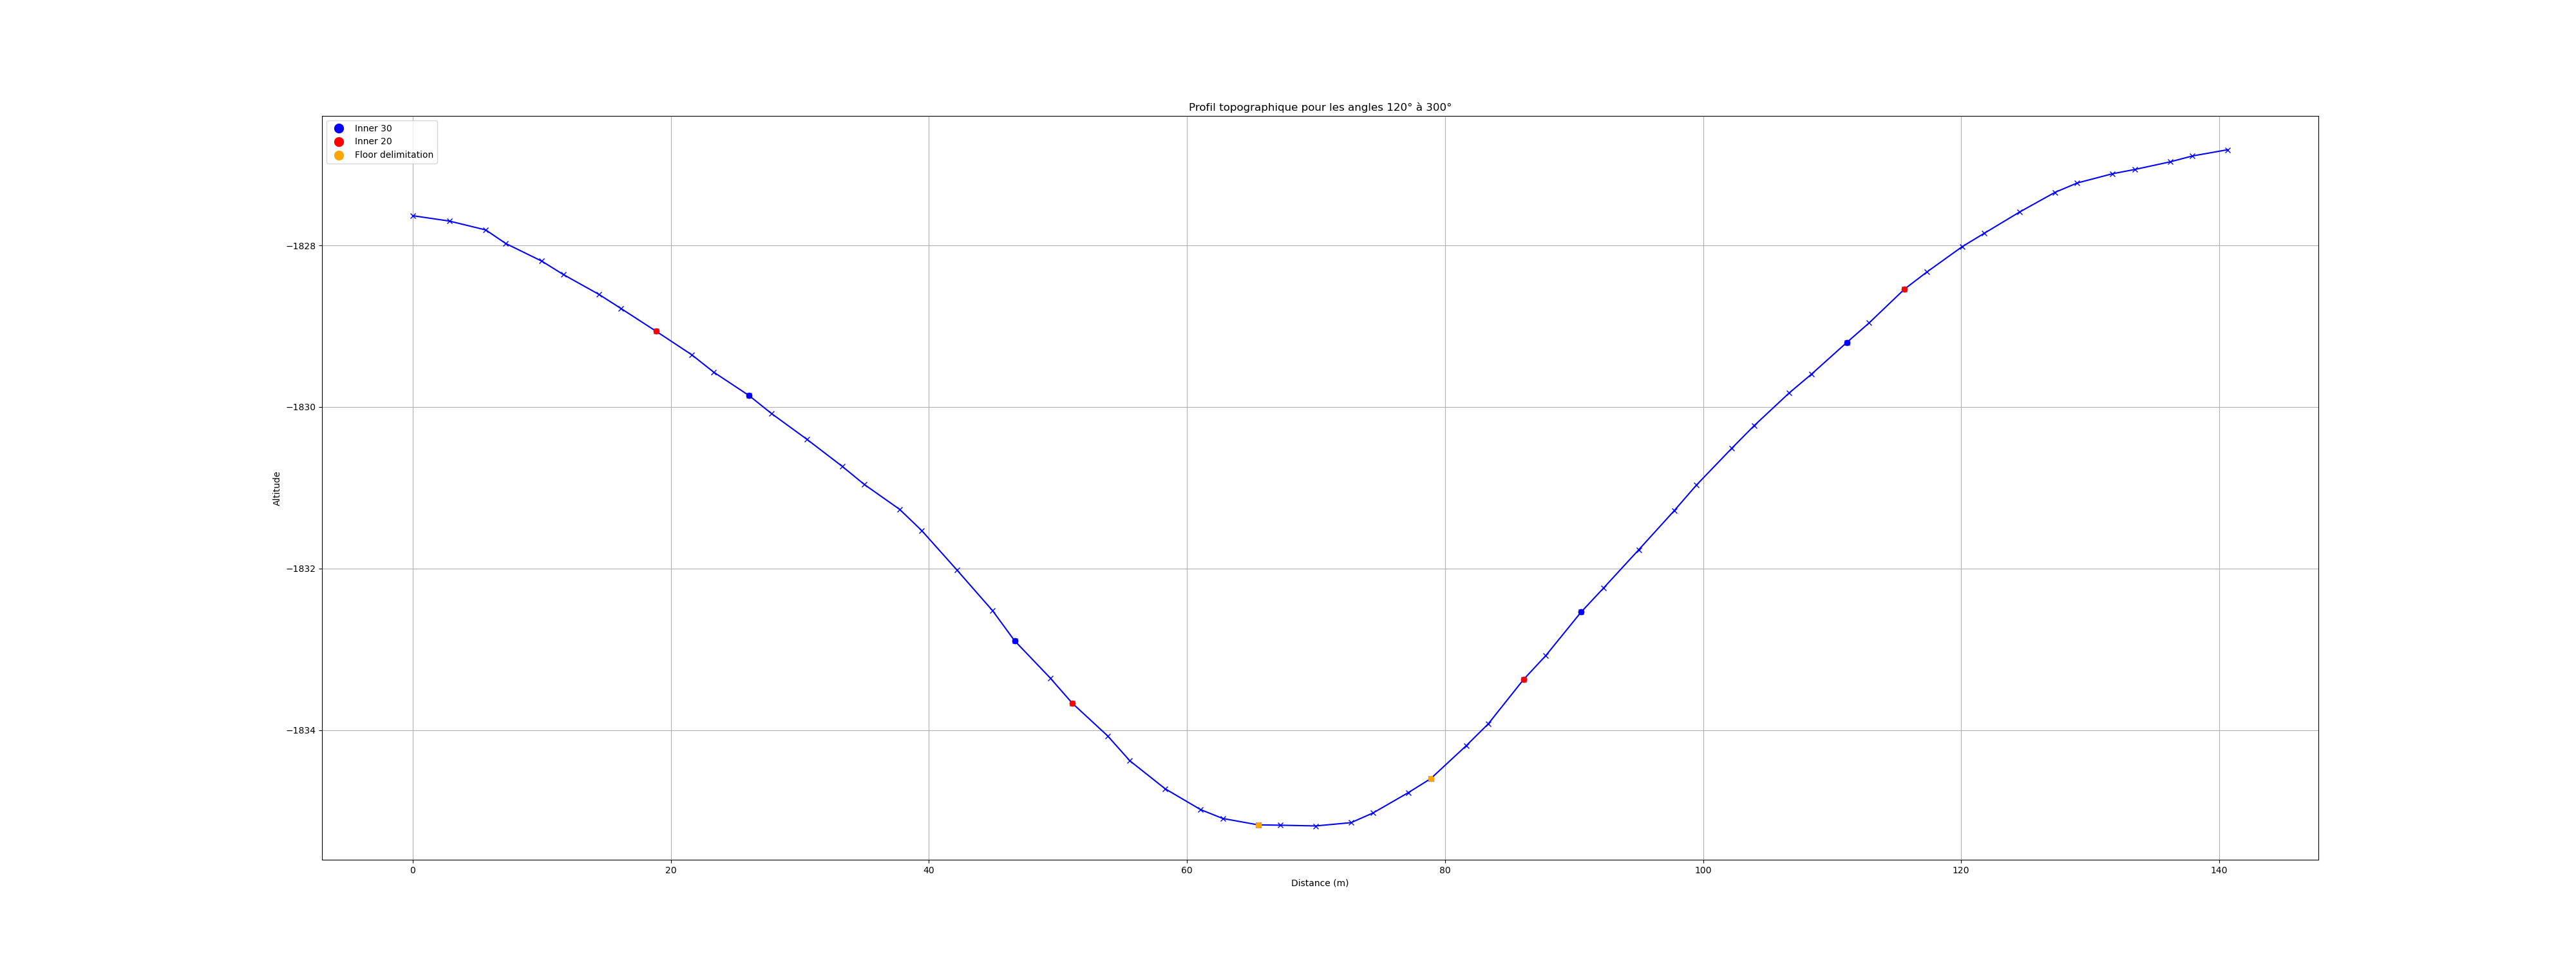 Profil topographique pour les angles 120° à 300°
Inner 30
Inner 20
Floor delimitation
Altitude
−1828
−1830
−1832
−1834
0 20 40 60 80 100 120 140
Distance (m)